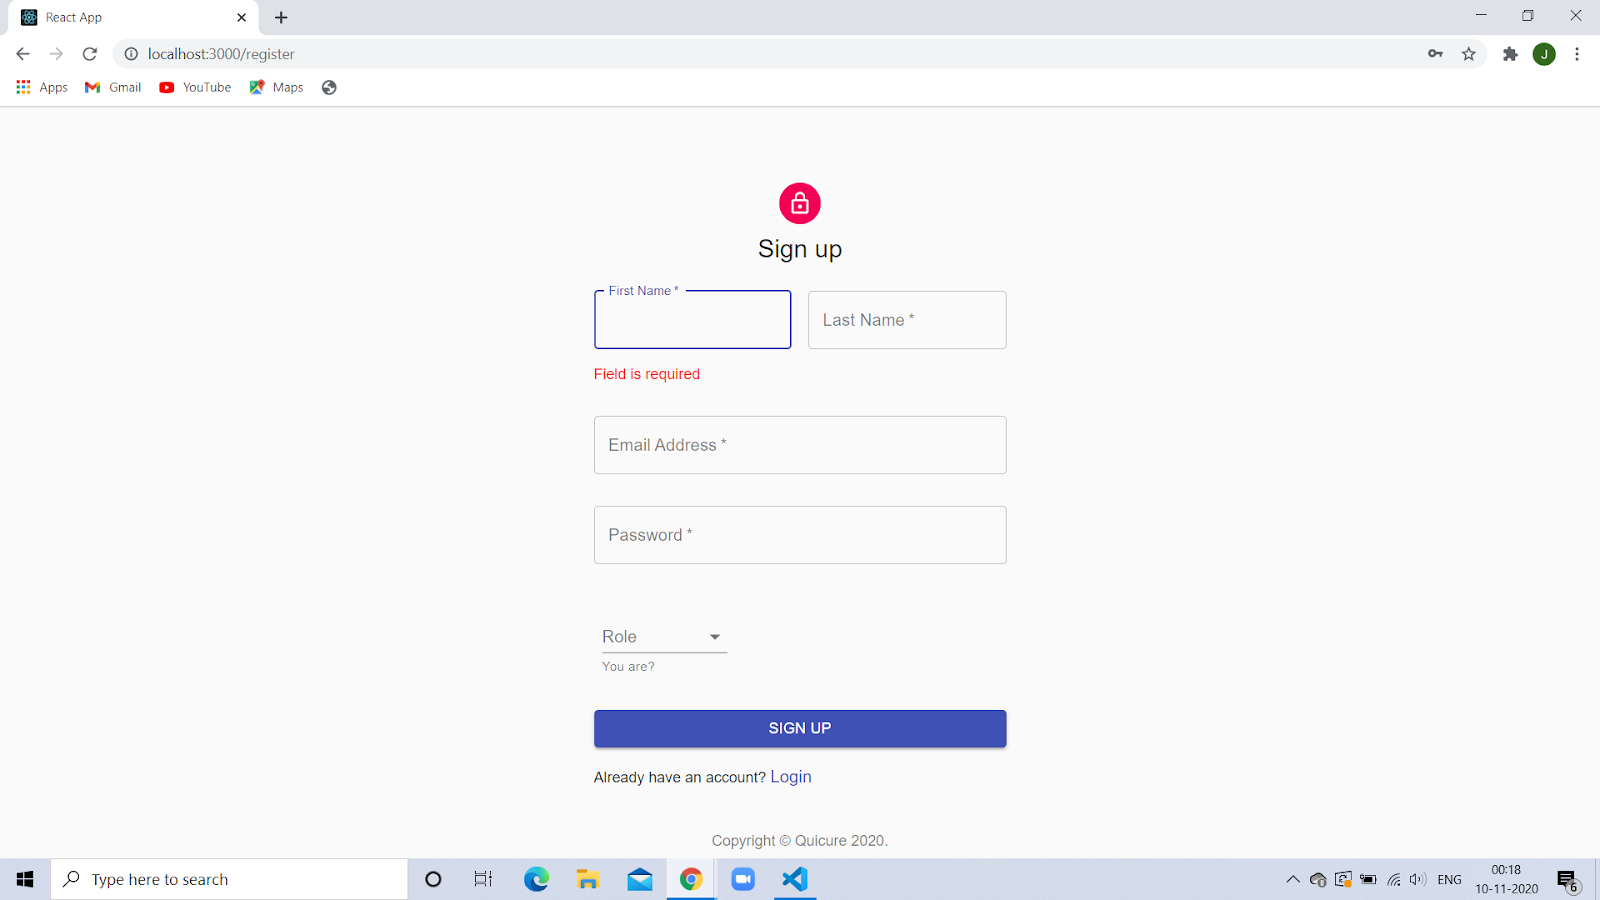 React App
localhost:3000/register
J
Apps
Gmail
YouTube
Maps
Sign up
First Name *
Last Name *
Field is required
Email Address *
Password *
Role
You are?
SIGN UP
Already have an account? Login
Copyright © Quicure 2020.
Type here to search
ENG
00:18
10-11-2020
6